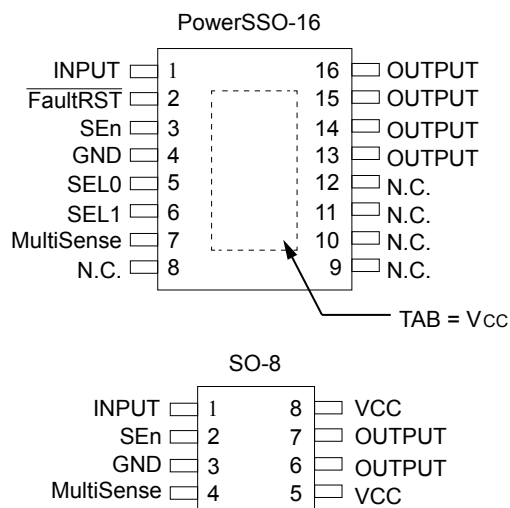 PowerSSO-16
INPUT 1 16 OUTPUT
FaultRST 2 15 OUTPUT
SEn 3 14 OUTPUT
GND 4 13 OUTPUT
SEL0 5 12 N.C.
SEL1 6 11 N.C.
MultiSense 7 10 N.C.
N.C. 8 9 N.C.
TAB = VCC
SO-8
INPUT 1 8 VCC
SEn 2 7 OUTPUT
GND 3 6 OUTPUT
MultiSense 4 5 VCC